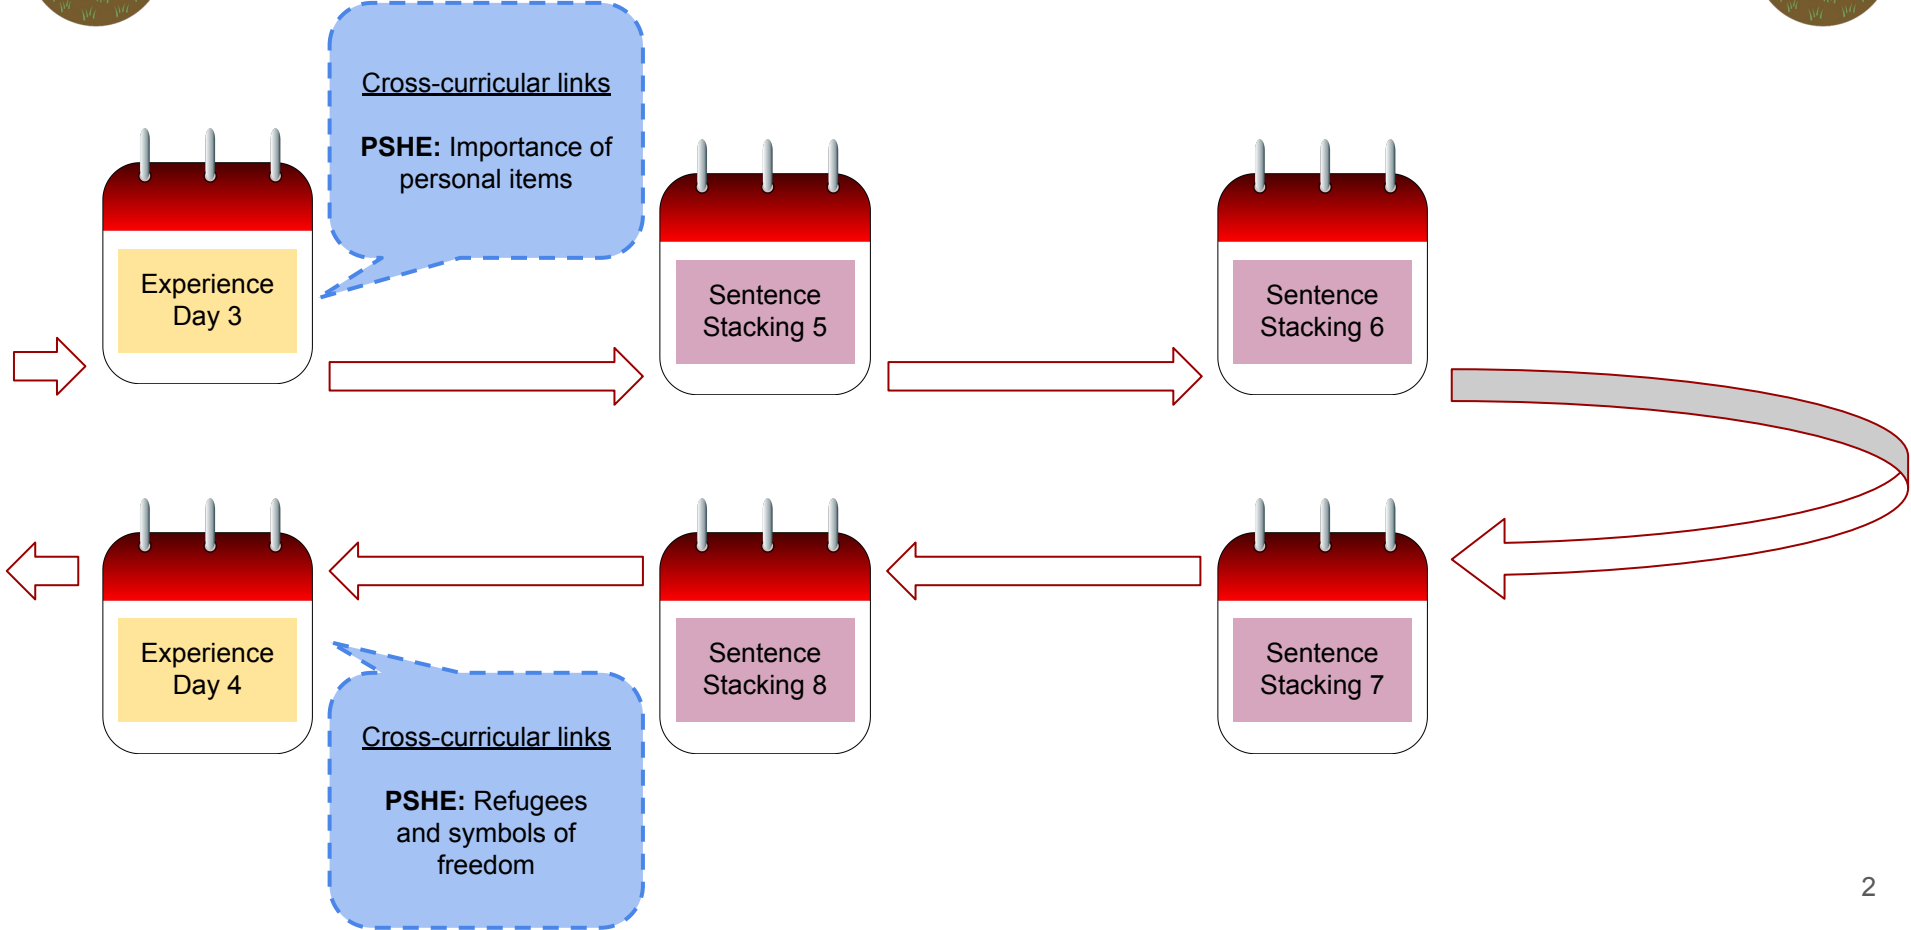 Cross-curricular links
PSHE: Importance of
personal items
Experience
Day 3
Sentence
Stacking 5
Sentence
Stacking 6
Sentence
Stacking 7
Sentence
Stacking 8
Experience
Day 4
Cross-curricular links
PSHE: Refugees
and symbols of
freedom
2